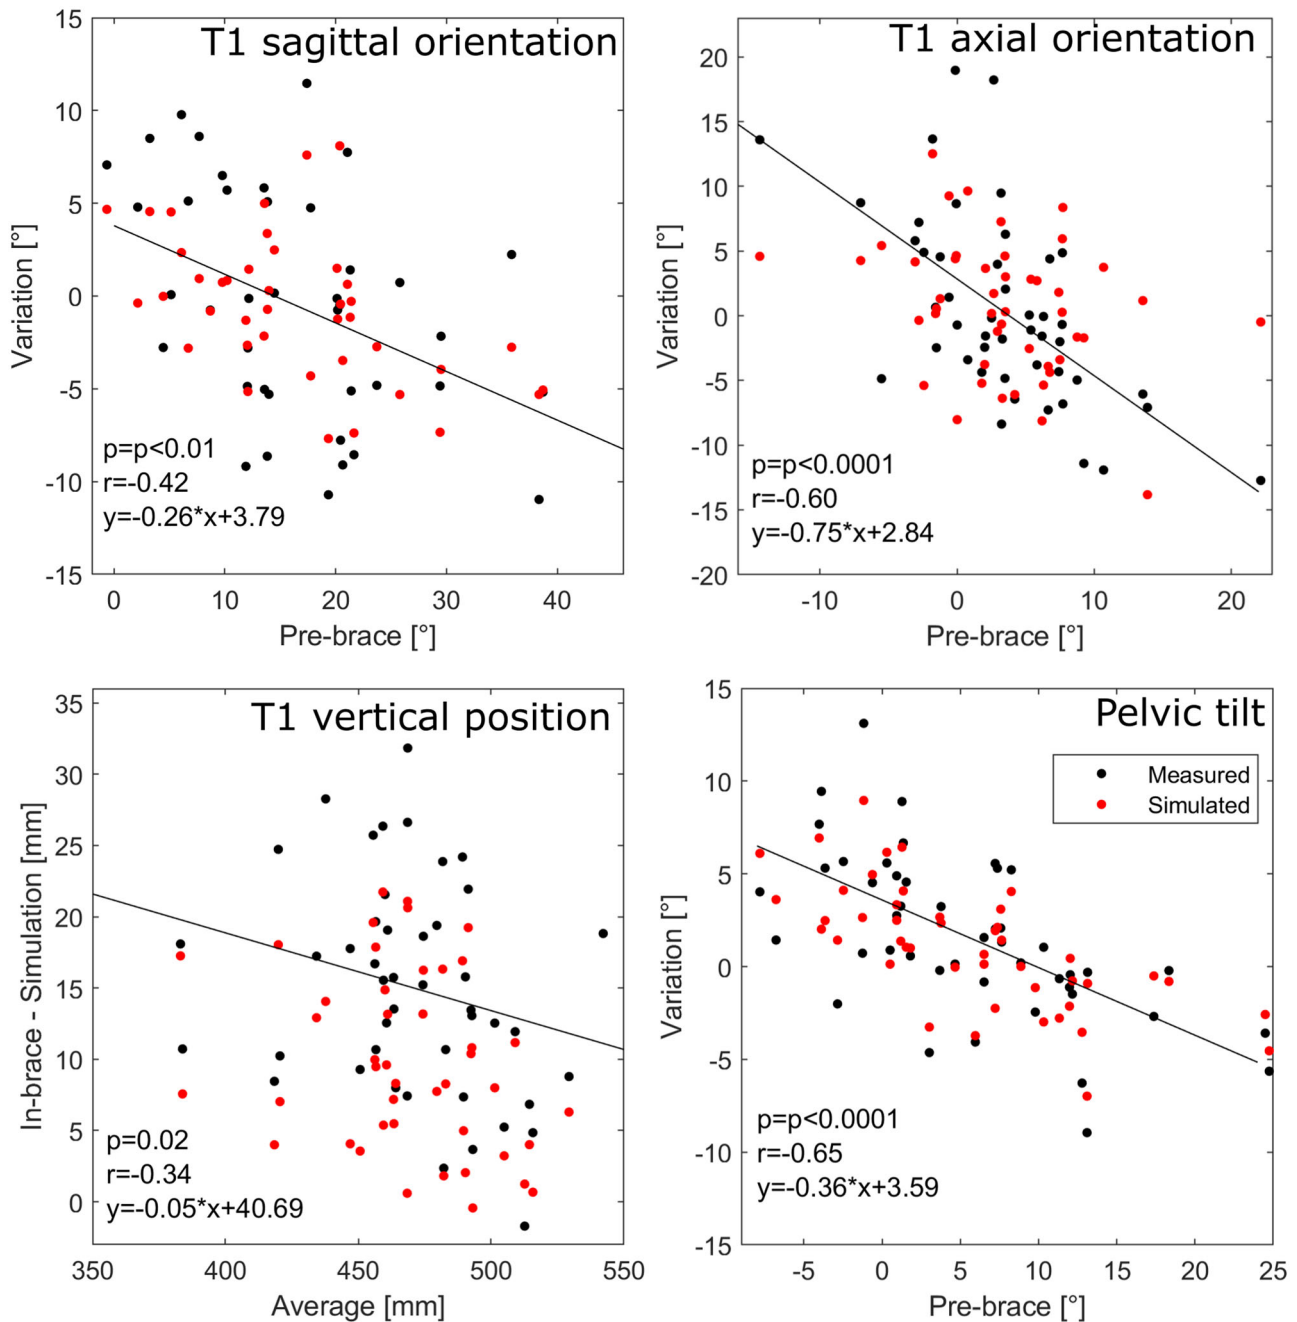 T1 sagittal orientation
15
10
5
0
-5
-10
-15
Variation [°]
p=p<0.01
r=-0.42
y=-0.26*x+3.79
0 10 20 30 40
Pre-brace [°]
T1 axial orientation
20
15
10
5
0
-5
-10
-15
-20
Variation [°]
p=p<0.0001
r=-0.60
y=-0.75*x+2.84
-10 0 10 20
Pre-brace [°]
T1 vertical position
35
30
25
20
15
10
5
0
In-brace - Simulation [mm]
p=0.02
r=-0.34
y=-0.05*x+40.69
350 400 450 500 550
Average [mm]
Pelvic tilt
Measured
Simulated
15
10
5
0
-5
-10
-15
Variation [°]
p=p<0.0001
r=-0.65
y=-0.36*x+3.59
-5 0 5 10 15 20 25
Pre-brace [°]